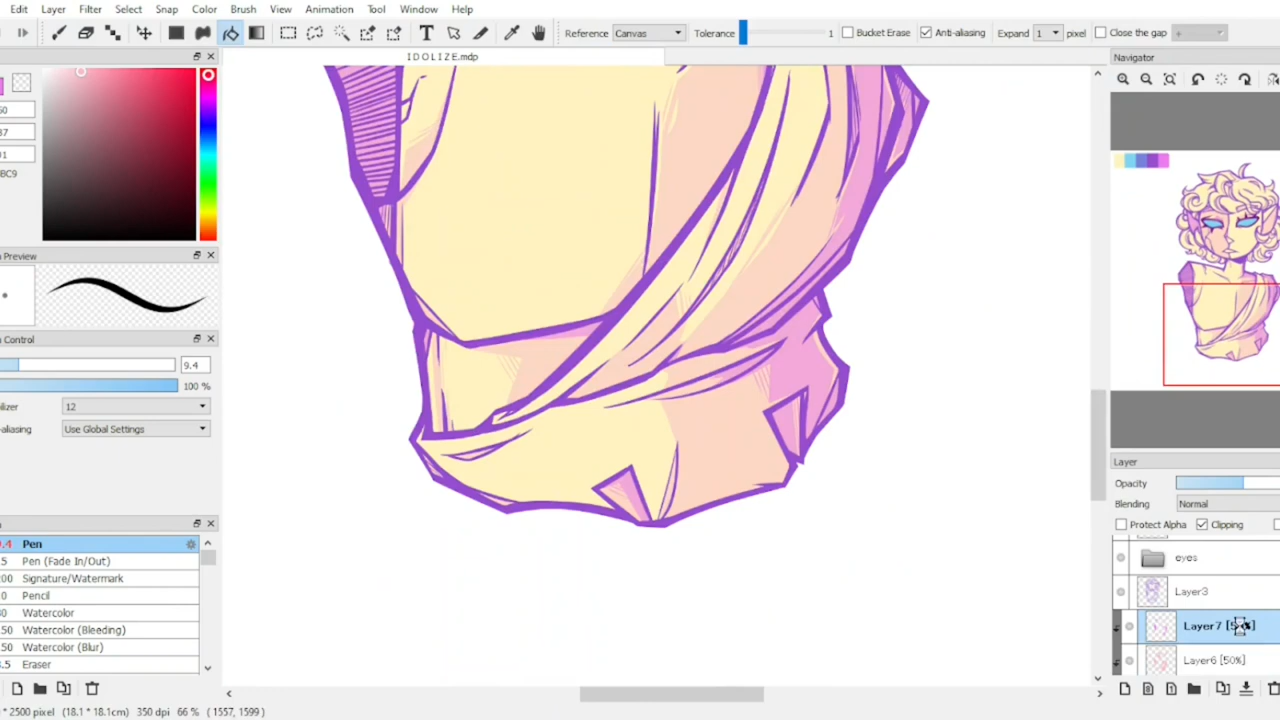 Edit Layer Filter Brush Select Snap Color View Animation Tool Window Help
Reference Canvas Tolerance 1 Bucket Erase Anti-aliasing Expand 1 pixel Close the gap +
IDOLIZE.mdp
Navigator
BC9
Preview
Control
9.4
100 %
12
Use Global Settings
9.4 Pen
Pen (Fade In/Out)
Signature/Watermark
Pencil
Watercolor
Watercolor (Bleeding)
Watercolor (Blur)
Eraser
* 2500 pixel (18.1 * 18.1cm) 350 dpi 66 % ( 1557, 1599 )
Layer
Opacity
Blending Normal
Protect Alpha Clipping
eyes
Layer3
Layer7
Layer6 [50%]